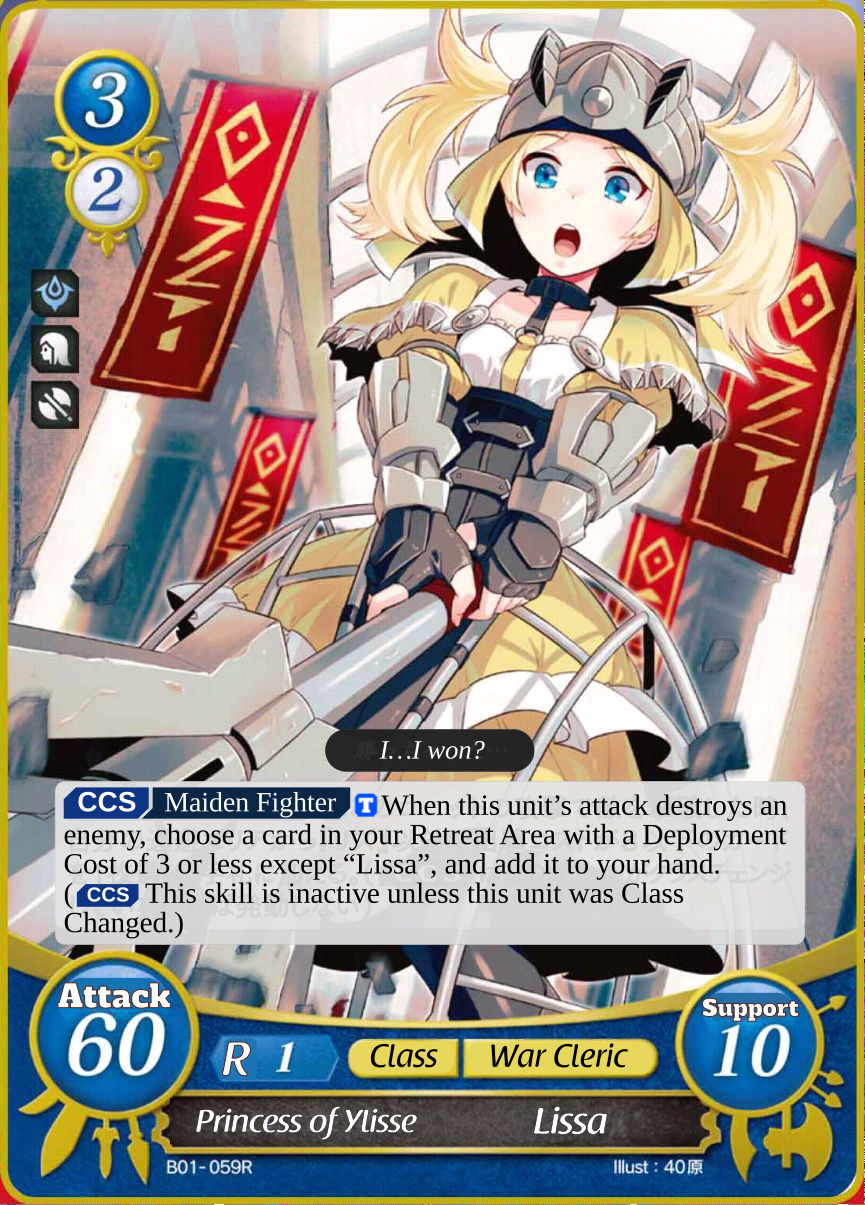 3
2
I…I won?
CCS Maiden Fighter T When this unit’s attack destroys an
enemy, choose a card in your Retreat Area with a Deployment
Cost of 3 or less except “Lissa”, and add it to your hand.
( CCS This skill is inactive unless this unit was Class
Changed.)
Attack
60
R 1
Class War Cleric
Support
10
Princess of Ylisse Lissa
B01-059R Illust : 40原